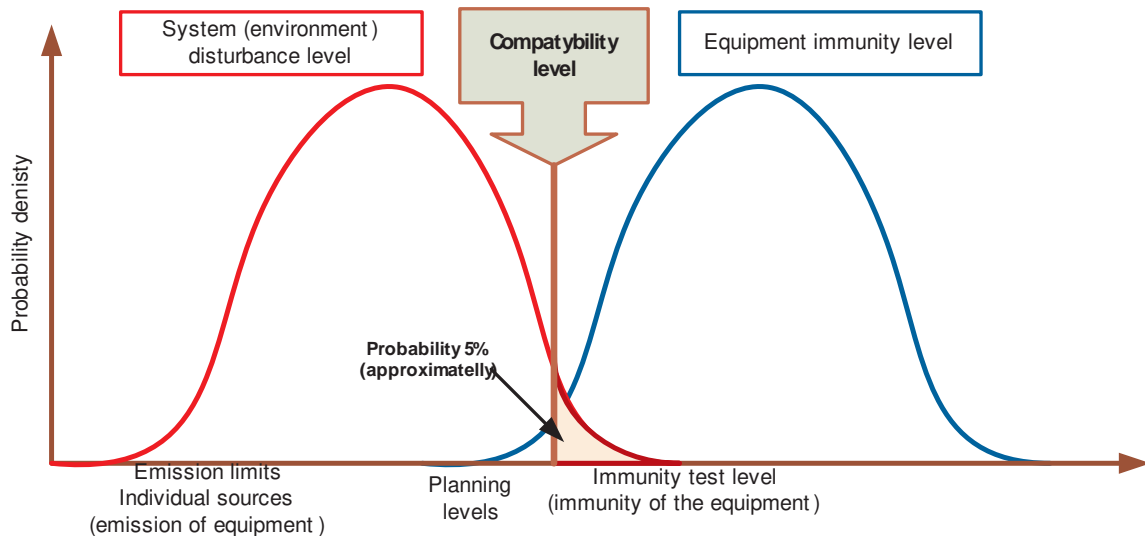 System (environment)
disturbance level
Compatybility
level
Equipment immunity level
Probability denisty
Probability 5%
(approximatelly)
Emission limits
Individual sources
(emission of equipment)
Planning
levels
Immunity test level
(immunity of the equipment)